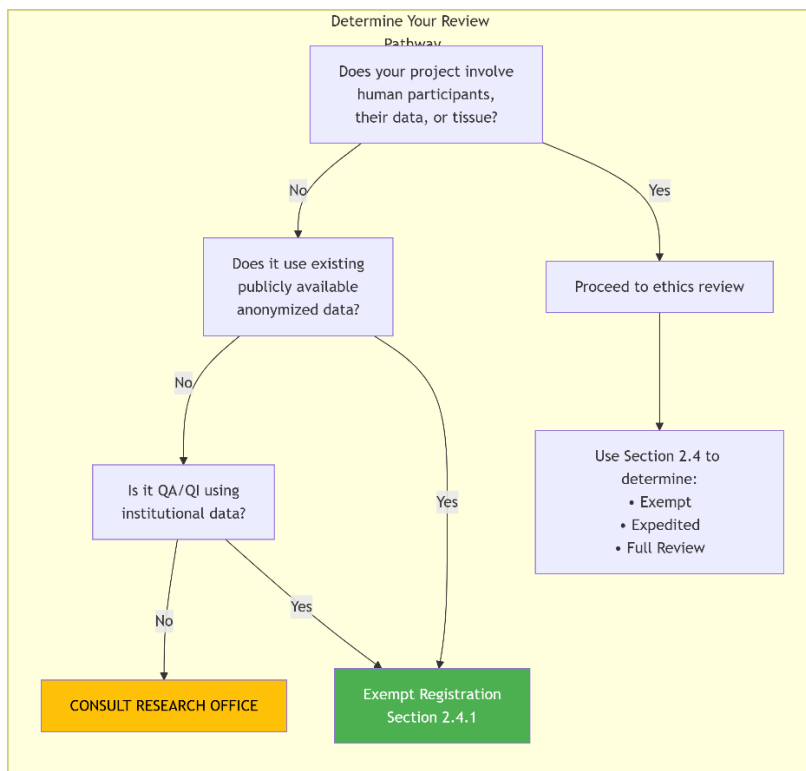 Determine Your Review
Pathway
Does your project involve
human participants,
their data, or tissue?
No
Yes
Does it use existing
publicly available
anonymized data?
Proceed to ethics review
No
Yes
Is it QA/QI using
institutional data?
Use Section 2.4 to
determine:
• Exempt
• Expedited
• Full Review
No
Yes
CONSULT RESEARCH OFFICE
Exempt Registration
Section 2.4.1